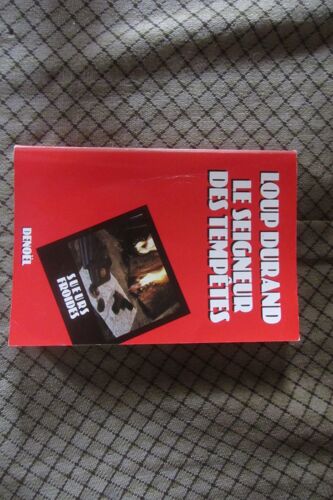 LOUP DURAND
LE SEIGNEUR
DES TEMPÊTES
SUEURS
FROIDES
DENOËL